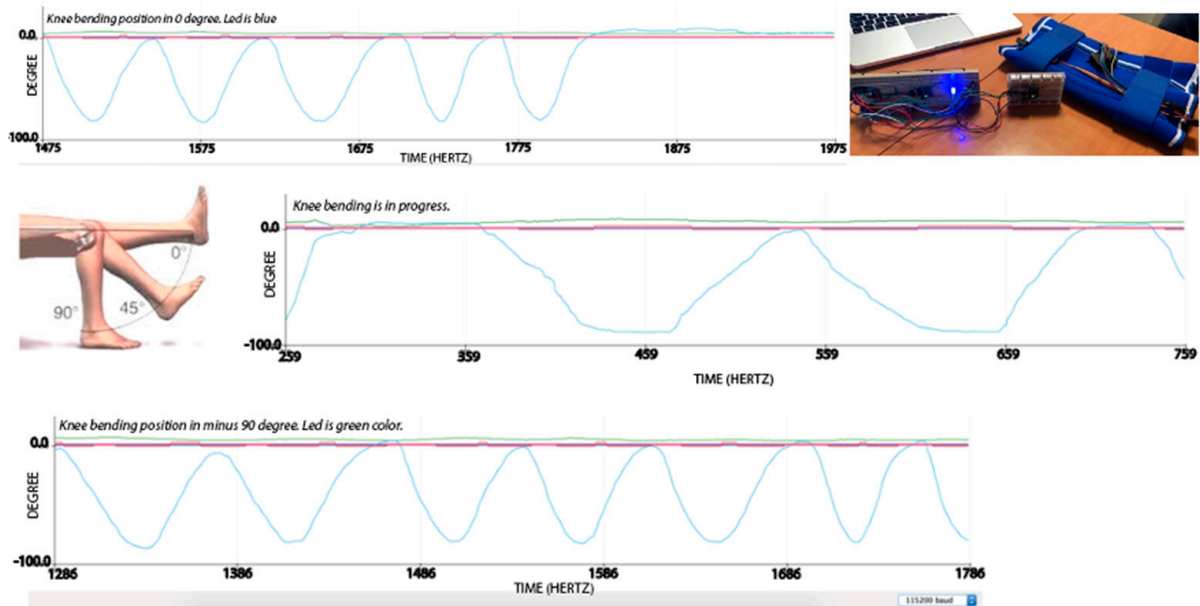 Knee bending position in 0 degree. Led is blue
0.0
DEGREE
-100.0
1475 1575 1675 1775 1875 1975
TIME (HERTZ)
0°
45°
90°
Knee bending is in progress.
0.0
DEGREE
-100.0
259 359 459 559 659 759
TIME (HERTZ)
Knee bending position in minus 90 degree. Led is green color.
0.0
DEGREE
-100.0
1286 1386 1486 1586 1686 1786
TIME (HERTZ)
115200 baud